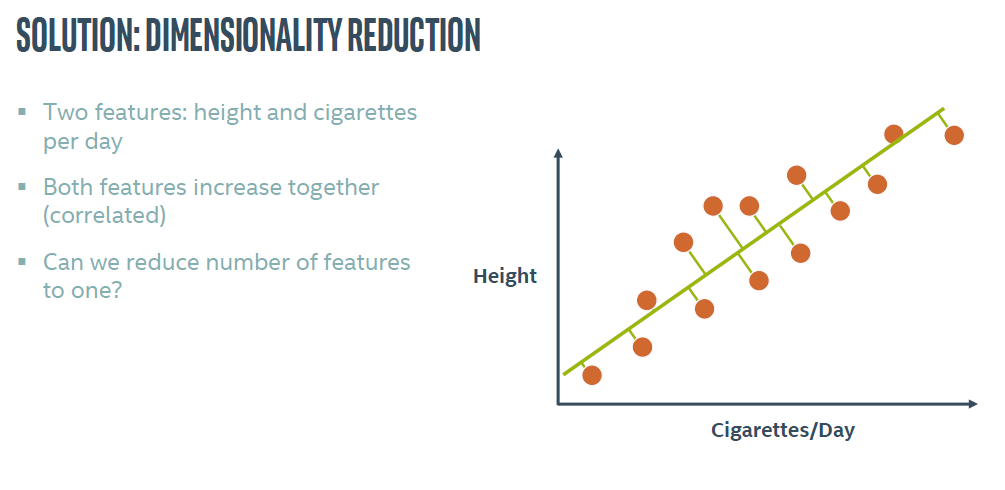 SOLUTION: DIMENSIONALITY REDUCTION
▪ Two features: height and cigarettes
per day
▪ Both features increase together
(correlated)
▪ Can we reduce number of features
to one?
Height
Cigarettes/Day